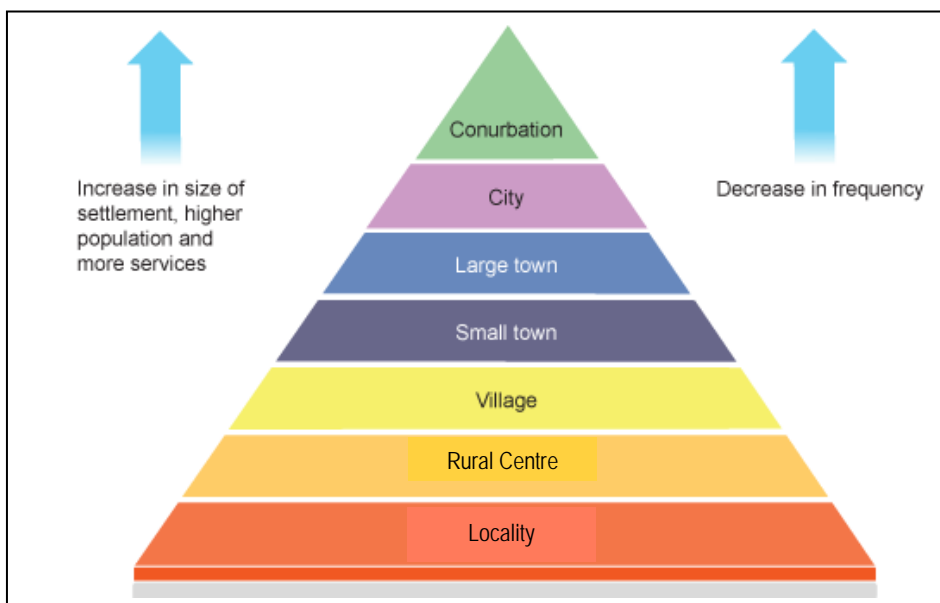 Conurbation
Increase in size of
settlement, higher
population and
more services
Decrease in frequency
City
Large town
Small town
Village
Rural Centre
Locality